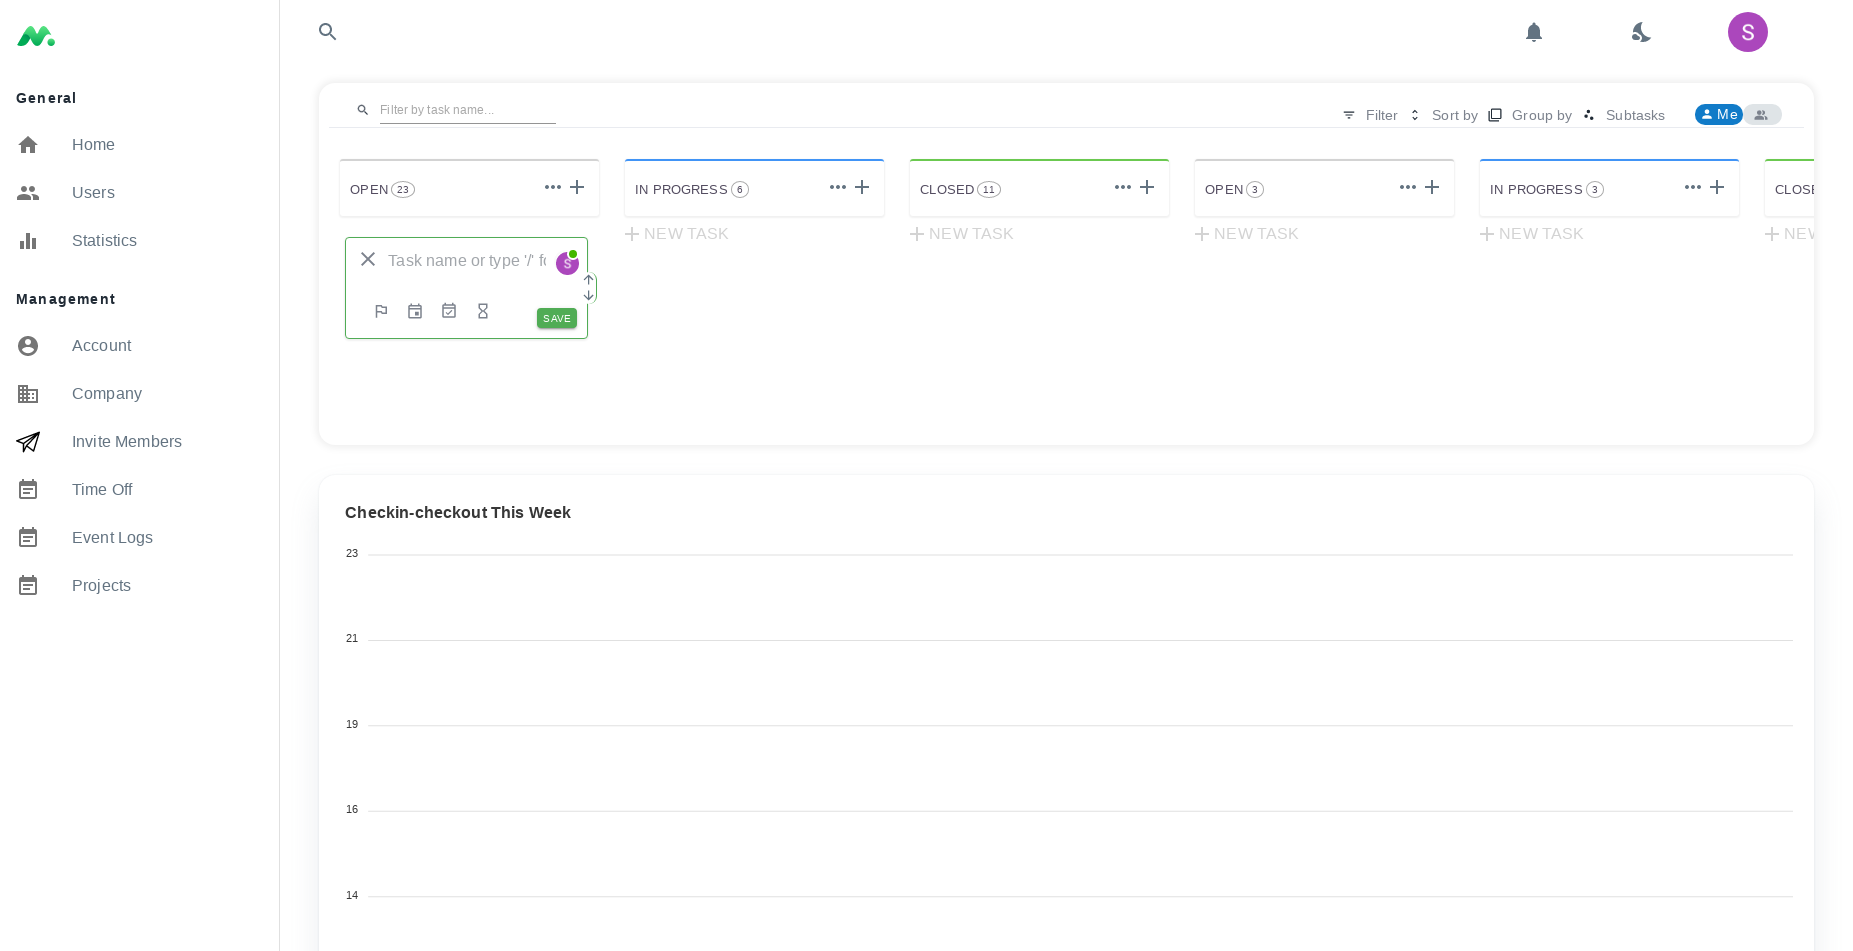 General
Home
Users
Statistics
Management
Account
Company
Invite Members
Time Off
Event Logs
Projects
S
Filter by task name...
Filter
Sort by
Group by
Subtasks
Me
OPEN 23
IN PROGRESS 6
CLOSED 11
OPEN 3
IN PROGRESS 3
CLOSE
NEW TASK
NEW TASK
NEW TASK
NEW TASK
NEW
Task name or type '/' fo
S
SAVE
Checkin-checkout This Week
23
21
19
16
14